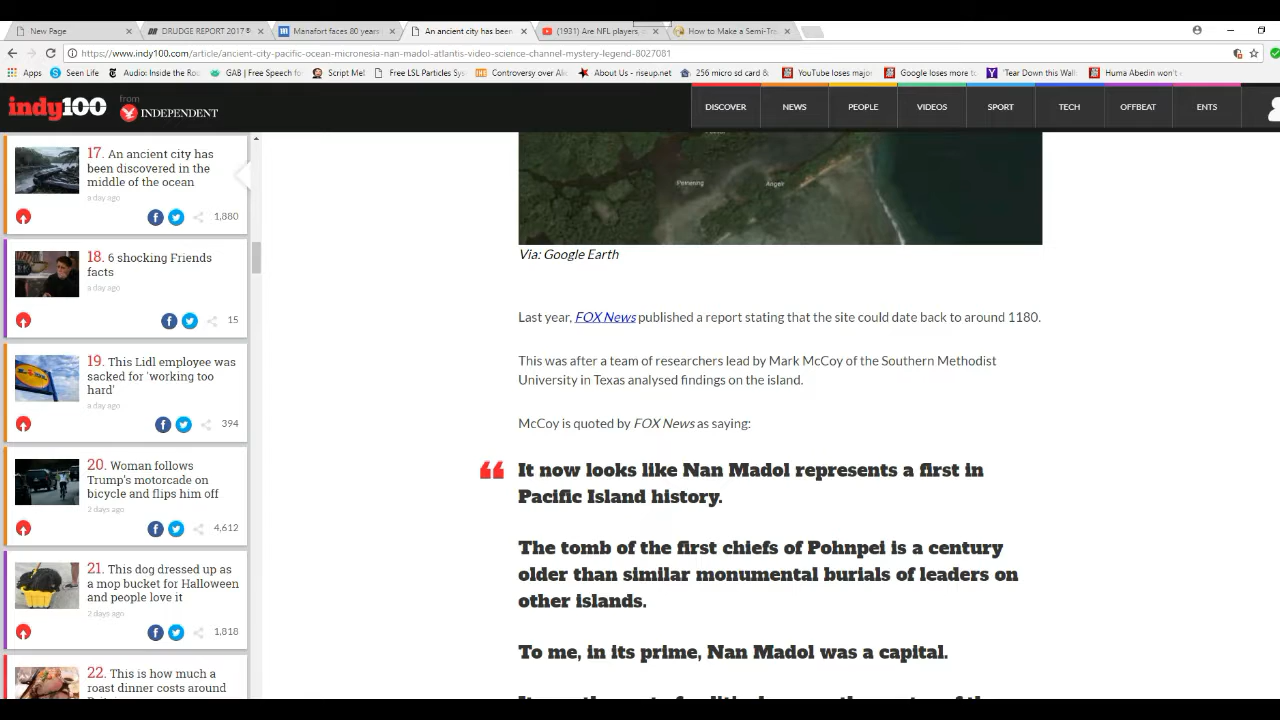 New Page
DRUDGE REPORT 2017®
Manafort faces 80 years
An ancient city has been
(1931) Are NFL players,
How to Make a Semi-Tra
https://www.indy100.com/article/ancient-city-pacific-ocean-micronesia-nan-madol-atlantis-video-science-channel-mystery-legend-8027081
Apps
Seen Life
Audio: Inside the Ro
GAB | Free Speech fo
Script Mel
Free LSL Particles Sys
Controversy over Ali
About Us - riseup.net
256 micro sd card &
YouTube loses major
Google loses more to
'Tear Down this Wall
Huma Abedin won't
indy100 from INDEPENDENT
DISCOVER
NEWS
PEOPLE
VIDEOS
SPORT
TECH
OFFBEAT
ENTS
17. An ancient city has
been discovered in the
middle of the ocean
a day ago
1,880
18. 6 shocking Friends
facts
a day ago
15
19. This Lidl employee was
sacked for 'working too
hard'
a day ago
394
20. Woman follows
Trump's motorcade on
bicycle and flips him off
2 days ago
4,612
21. This dog dressed up as
a mop bucket for Halloween
and people love it
2 days ago
1,818
22. This is how much a
roast dinner costs around
Via: Google Earth
Last year, FOX News published a report stating that the site could date back to around 1180.
This was after a team of researchers lead by Mark McCoy of the Southern Methodist
University in Texas analysed findings on the island.
McCoy is quoted by FOX News as saying:
❝ It now looks like Nan Madol represents a first in
Pacific Island history.
The tomb of the first chiefs of Pohnpei is a century
older than similar monumental burials of leaders on
other islands.
To me, in its prime, Nan Madol was a capital.